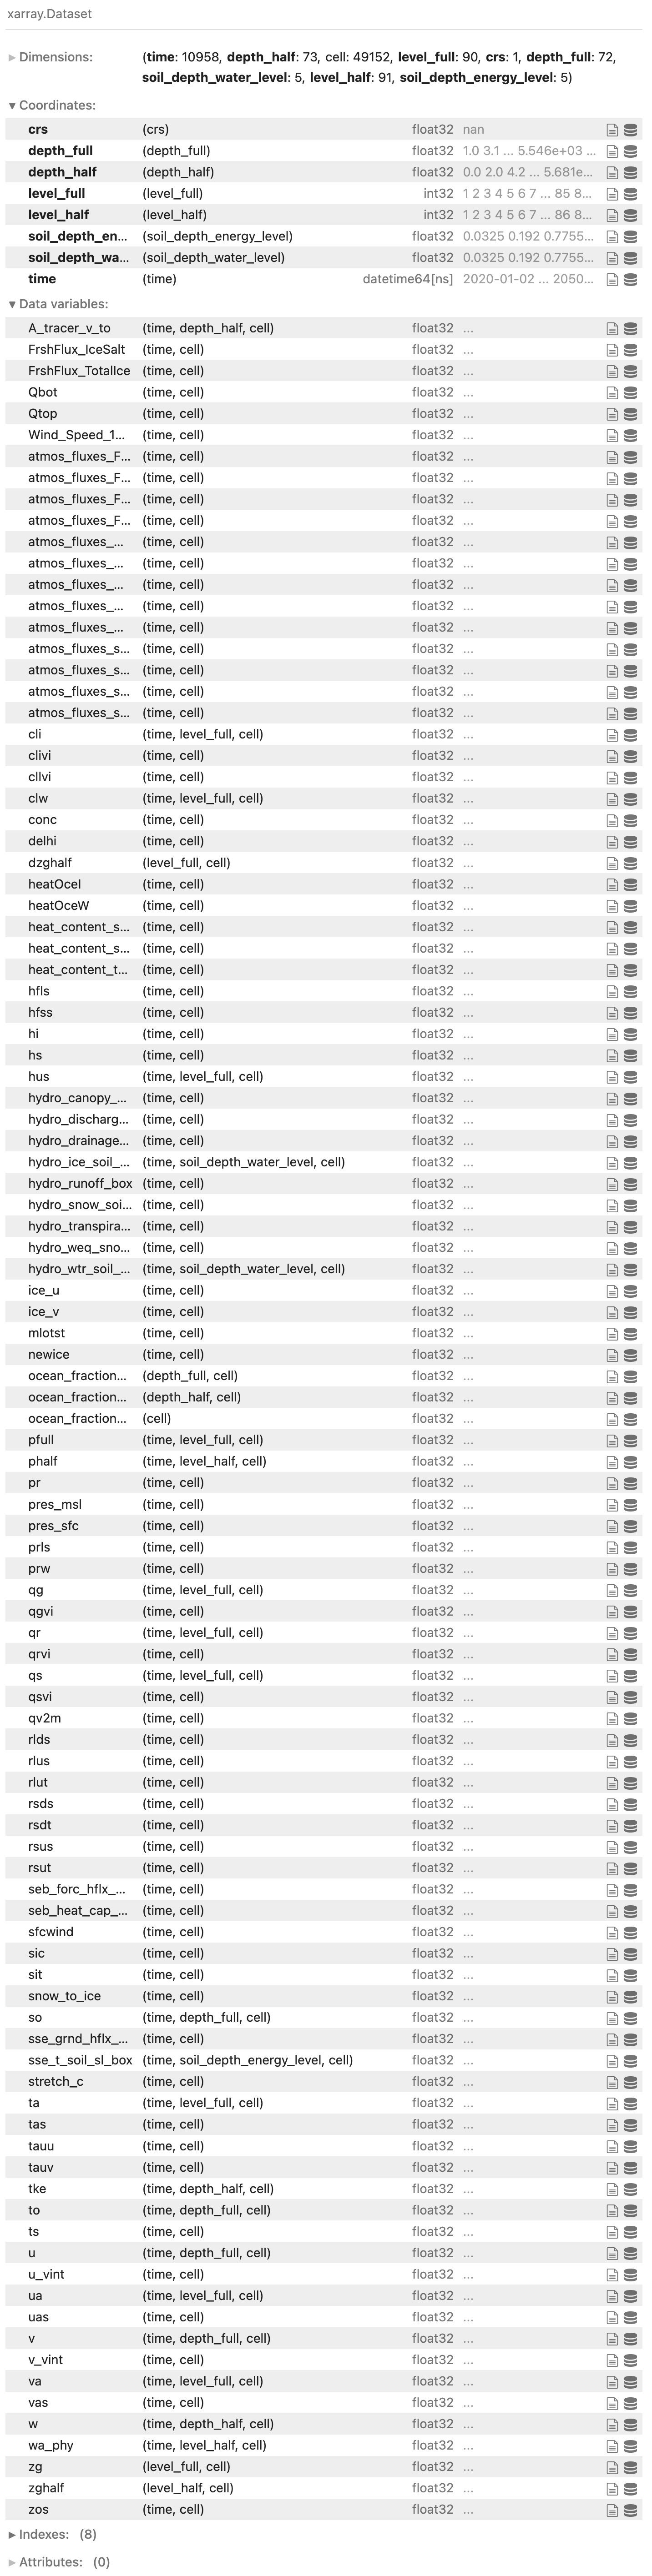 xarray.Dataset
▶ Dimensions: (time: 10958, depth_half: 73, cell: 49152, level_full: 90, crs: 1, depth_full: 72,
soil_depth_water_level: 5, level_half: 91, soil_depth_energy_level: 5)
▼ Coordinates:
crs (crs) float32 nan
depth_full (depth_full) float32 1.0 3.1 ... 5.546e+03 ...
depth_half (depth_half) float32 0.0 2.0 4.2 ... 5.681e...
level_full (level_full) int32 1 2 3 4 5 6 7 ... 85 8...
level_half (level_half) int32 1 2 3 4 5 6 7 ... 86 8...
soil_depth_en... (soil_depth_energy_level) float32 0.0325 0.192 0.7755...
soil_depth_wa... (soil_depth_water_level) float32 0.0325 0.192 0.7755...
time (time) datetime64[ns] 2020-01-02 ... 2050...
▼ Data variables:
A_tracer_v_to (time, depth_half, cell) float32 ...
FrshFlux_IceSalt (time, cell) float32 ...
FrshFlux_TotalIce (time, cell) float32 ...
Qbot (time, cell) float32 ...
Qtop (time, cell) float32 ...
Wind_Speed_1... (time, cell) float32 ...
atmos_fluxes_F... (time, cell) float32 ...
atmos_fluxes_F... (time, cell) float32 ...
atmos_fluxes_F... (time, cell) float32 ...
atmos_fluxes_F... (time, cell) float32 ...
atmos_fluxes_... (time, cell) float32 ...
atmos_fluxes_... (time, cell) float32 ...
atmos_fluxes_... (time, cell) float32 ...
atmos_fluxes_... (time, cell) float32 ...
atmos_fluxes_... (time, cell) float32 ...
atmos_fluxes_s... (time, cell) float32 ...
atmos_fluxes_s... (time, cell) float32 ...
atmos_fluxes_s... (time, cell) float32 ...
atmos_fluxes_s... (time, cell) float32 ...
cli (time, level_full, cell) float32 ...
clivi (time, cell) float32 ...
cllvi (time, cell) float32 ...
clw (time, level_full, cell) float32 ...
conc (time, cell) float32 ...
delhi (time, cell) float32 ...
dzghalf (level_full, cell) float32 ...
heatOceI (time, cell) float32 ...
heatOceW (time, cell) float32 ...
heat_content_s... (time, cell) float32 ...
heat_content_s... (time, cell) float32 ...
heat_content_t... (time, cell) float32 ...
hfls (time, cell) float32 ...
hfss (time, cell) float32 ...
hi (time, cell) float32 ...
hs (time, cell) float32 ...
hus (time, level_full, cell) float32 ...
hydro_canopy_... (time, cell) float32 ...
hydro_discharg... (time, cell) float32 ...
hydro_drainage... (time, cell) float32 ...
hydro_ice_soil_... (time, soil_depth_water_level, cell) float32 ...
hydro_runoff_box (time, cell) float32 ...
hydro_snow_soi... (time, cell) float32 ...
hydro_transpira... (time, cell) float32 ...
hydro_weq_sno... (time, cell) float32 ...
hydro_wtr_soil_... (time, soil_depth_water_level, cell) float32 ...
ice_u (time, cell) float32 ...
ice_v (time, cell) float32 ...
mlotst (time, cell) float32 ...
newice (time, cell) float32 ...
ocean_fraction... (depth_full, cell) float32 ...
ocean_fraction... (depth_half, cell) float32 ...
ocean_fraction... (cell) float32 ...
pfull (time, level_full, cell) float32 ...
phalf (time, level_half, cell) float32 ...
pr (time, cell) float32 ...
pres_msl (time, cell) float32 ...
pres_sfc (time, cell) float32 ...
prls (time, cell) float32 ...
prw (time, cell) float32 ...
qg (time, level_full, cell) float32 ...
qgvi (time, cell) float32 ...
qr (time, level_full, cell) float32 ...
qrvi (time, cell) float32 ...
qs (time, level_full, cell) float32 ...
qsvi (time, cell) float32 ...
qv2m (time, cell) float32 ...
rlds (time, cell) float32 ...
rlus (time, cell) float32 ...
rlut (time, cell) float32 ...
rsds (time, cell) float32 ...
rsdt (time, cell) float32 ...
rsus (time, cell) float32 ...
rsut (time, cell) float32 ...
seb_forc_hflx_... (time, cell) float32 ...
seb_heat_cap_... (time, cell) float32 ...
sfcwind (time, cell) float32 ...
sic (time, cell) float32 ...
sit (time, cell) float32 ...
snow_to_ice (time, cell) float32 ...
so (time, depth_full, cell) float32 ...
sse_grnd_hflx_... (time, cell) float32 ...
sse_t_soil_sl_box (time, soil_depth_energy_level, cell) float32 ...
stretch_c (time, cell) float32 ...
ta (time, level_full, cell) float32 ...
tas (time, cell) float32 ...
tauu (time, cell) float32 ...
tauv (time, cell) float32 ...
tke (time, depth_half, cell) float32 ...
to (time, depth_full, cell) float32 ...
ts (time, cell) float32 ...
u (time, depth_full, cell) float32 ...
u_vint (time, cell) float32 ...
ua (time, level_full, cell) float32 ...
uas (time, cell) float32 ...
v (time, depth_full, cell) float32 ...
v_vint (time, cell) float32 ...
va (time, level_full, cell) float32 ...
vas (time, cell) float32 ...
w (time, depth_half, cell) float32 ...
wa_phy (time, level_half, cell) float32 ...
zg (level_full, cell) float32 ...
zghalf (level_half, cell) float32 ...
zos (time, cell) float32 ...
▶ Indexes: (8)
▶ Attributes: (0)